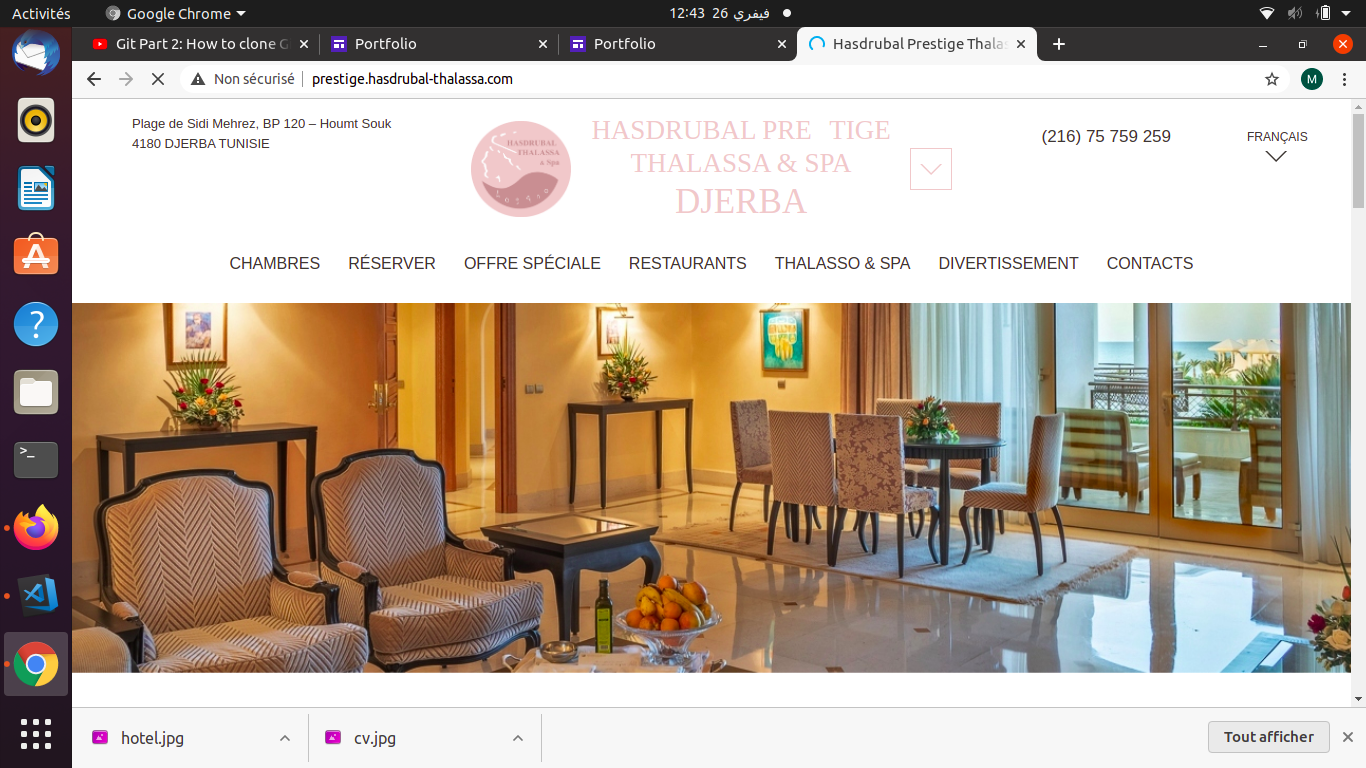 Activités
Google Chrome
12:43 26 فيفري
Git Part 2: How to clone G
Portfolio
Portfolio
Hasdrubal Prestige Thalas
Non sécurisé
prestige.hasdrubal-thalassa.com
M
Plage de Sidi Mehrez, BP 120 – Houmt Souk
4180 DJERBA TUNISIE
HASDRUBAL
THALASSA
& Spa
HASDRUBAL PRE TIGE
THALASSA & SPA
DJERBA
(216) 75 759 259
FRANÇAIS
CHAMBRES RÉSERVER OFFRE SPÉCIALE RESTAURANTS THALASSO & SPA DIVERTISSEMENT CONTACTS
hotel.jpg
cv.jpg
Tout afficher